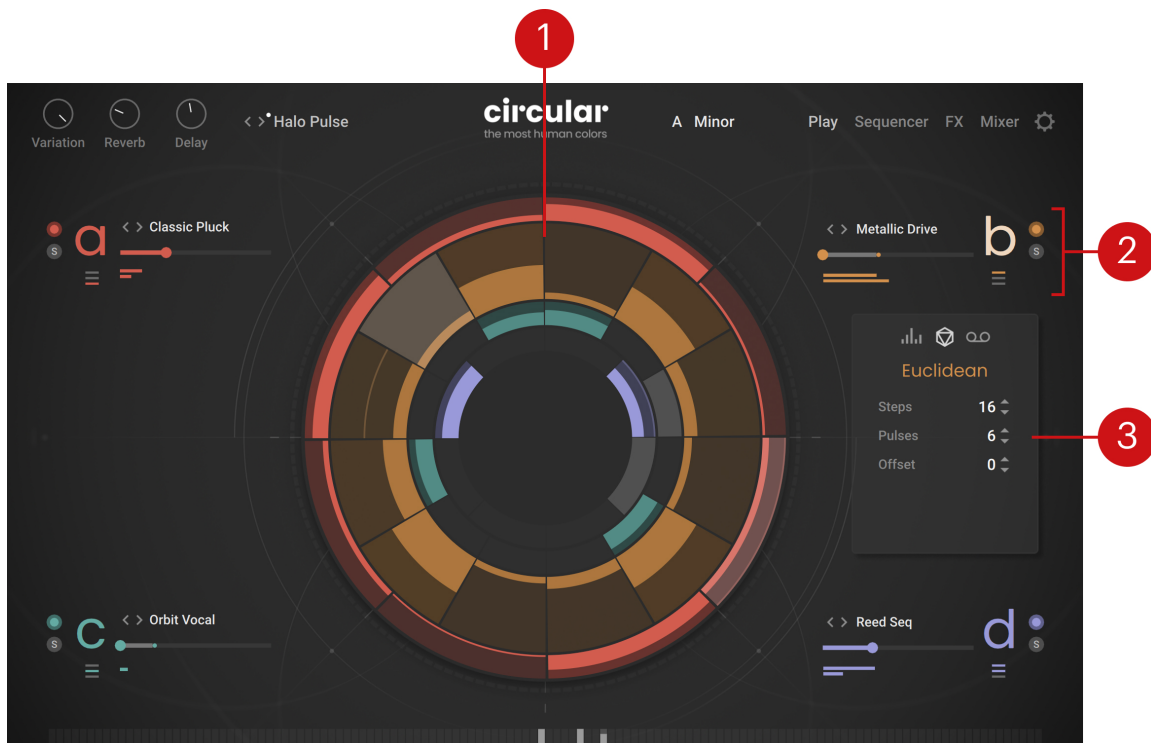 1
circular
the most human colors
Variation
Reverb
Delay
< > Halo Pulse
A Minor
Play Sequencer FX Mixer
a
S
< > Classic Pluck
< > Metallic Drive
b
S
2
Euclidean
Steps 16
Pulses 6
Offset 0
3
c
S
< > Orbit Vocal
< > Reed Seq
d
S